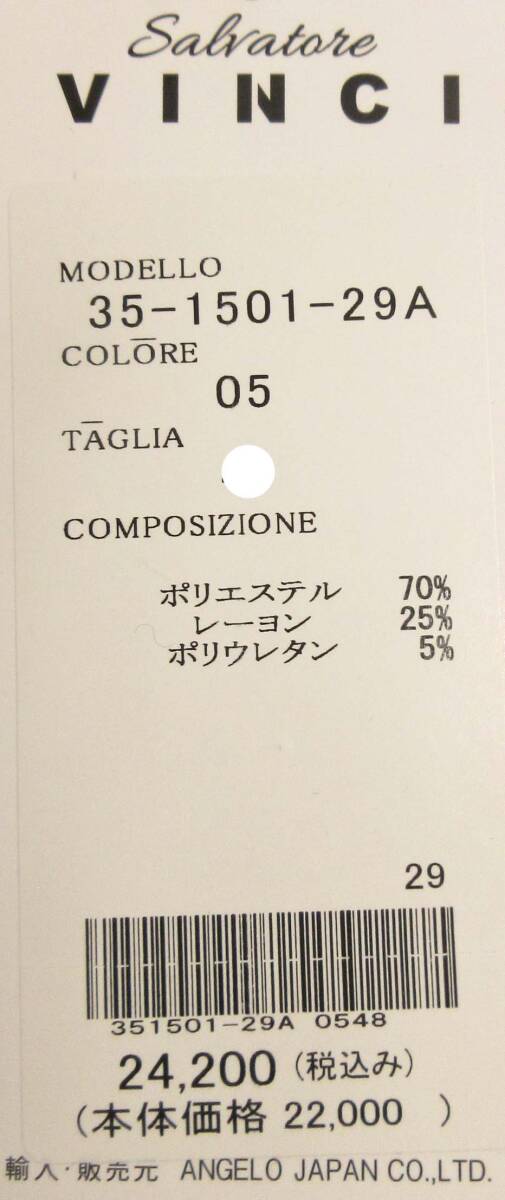 Salvatore
VINCI
MODELLO
35-1501-29A
COLORE
05
TAGLIA
COMPOSIZIONE
ポリエステル 70%
レーヨン 25%
ポリウレタン 5%
29
351501-29A 0548
24,200 (税込み)
(本体価格 22,000 )
輸入・販売元 ANGELO JAPAN CO.,LTD.